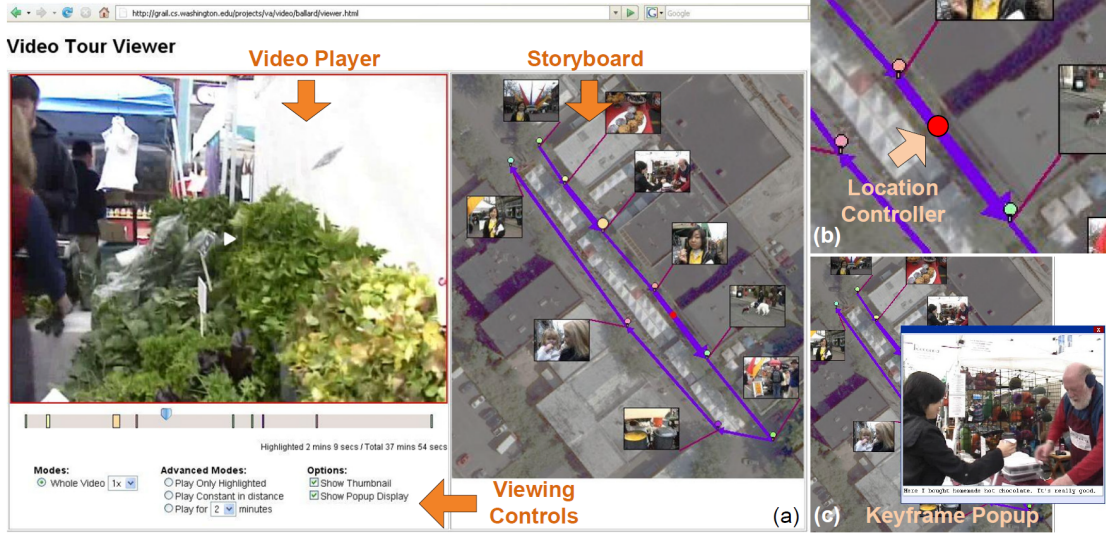 http://grail.cs.washington.edu/projects/va/video/ballard/viewer.html
Google
Video Tour Viewer
Video Player
Storyboard
Highlighted 2 mins 9 secs / Total 37 mins 54 secs
Modes:
Whole Video 1x
Advanced Modes:
Play Only Highlighted
Play Constant in distance
Play for 2 minutes
Options:
Show Thumbnail
Show Popup Display
Viewing
Controls
(a)
Location
Controller
(b)
X
Here I bought homemade hot chocolate. It's really good,
(c)
Keyframe Popup